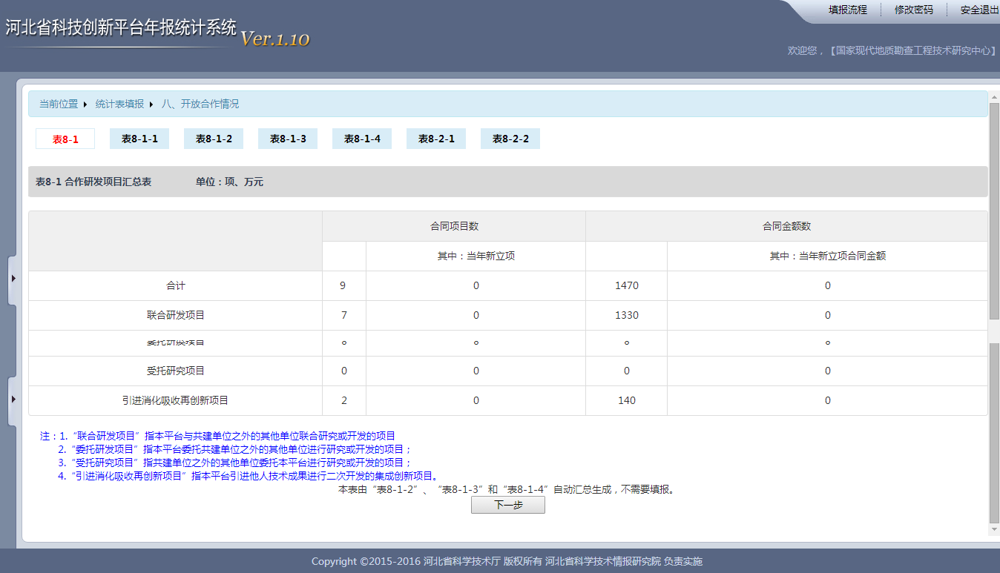 河北省科技创新平台年报统计系统 Ver.1.10
填报流程 修改密码 安全退出
欢迎您，【国家现代地质勘查工程技术研究中心】
当前位置 统计表填报 八、开放合作情况
表8-1 表8-1-1 表8-1-2 表8-1-3 表8-1-4 表8-2-1 表8-2-2
表8-1 合作研发项目汇总表 单位：项、万元
合同项目数 合同金额数
其中：当年新立项 其中：当年新立项合同金额
合计 9 0 1470 0
联合研发项目 7 0 1330 0
委托研发项目 0 0 0 0
受托研究项目 0 0 0 0
引进消化吸收再创新项目 2 0 140 0
注：1.“联合研发项目”指本平台与共建单位之外的其他单位联合研究或开发的项目
2.“委托研发项目”指本平台委托共建单位之外的其他单位进行研究或开发的项目；
3.“受托研究项目”指共建单位之外的其他单位委托本平台进行研究或开发的项目；
4.“引进消化吸收再创新项目”指本平台引进他人技术成果进行二次开发的集成创新项目。
本表由“表8-1-2”、“表8-1-3”和“表8-1-4”自动汇总生成，不需要填报。
下一步
Copyright ©2015-2016 河北省科学技术厅 版权所有 河北省科学技术情报研究院 负责实施